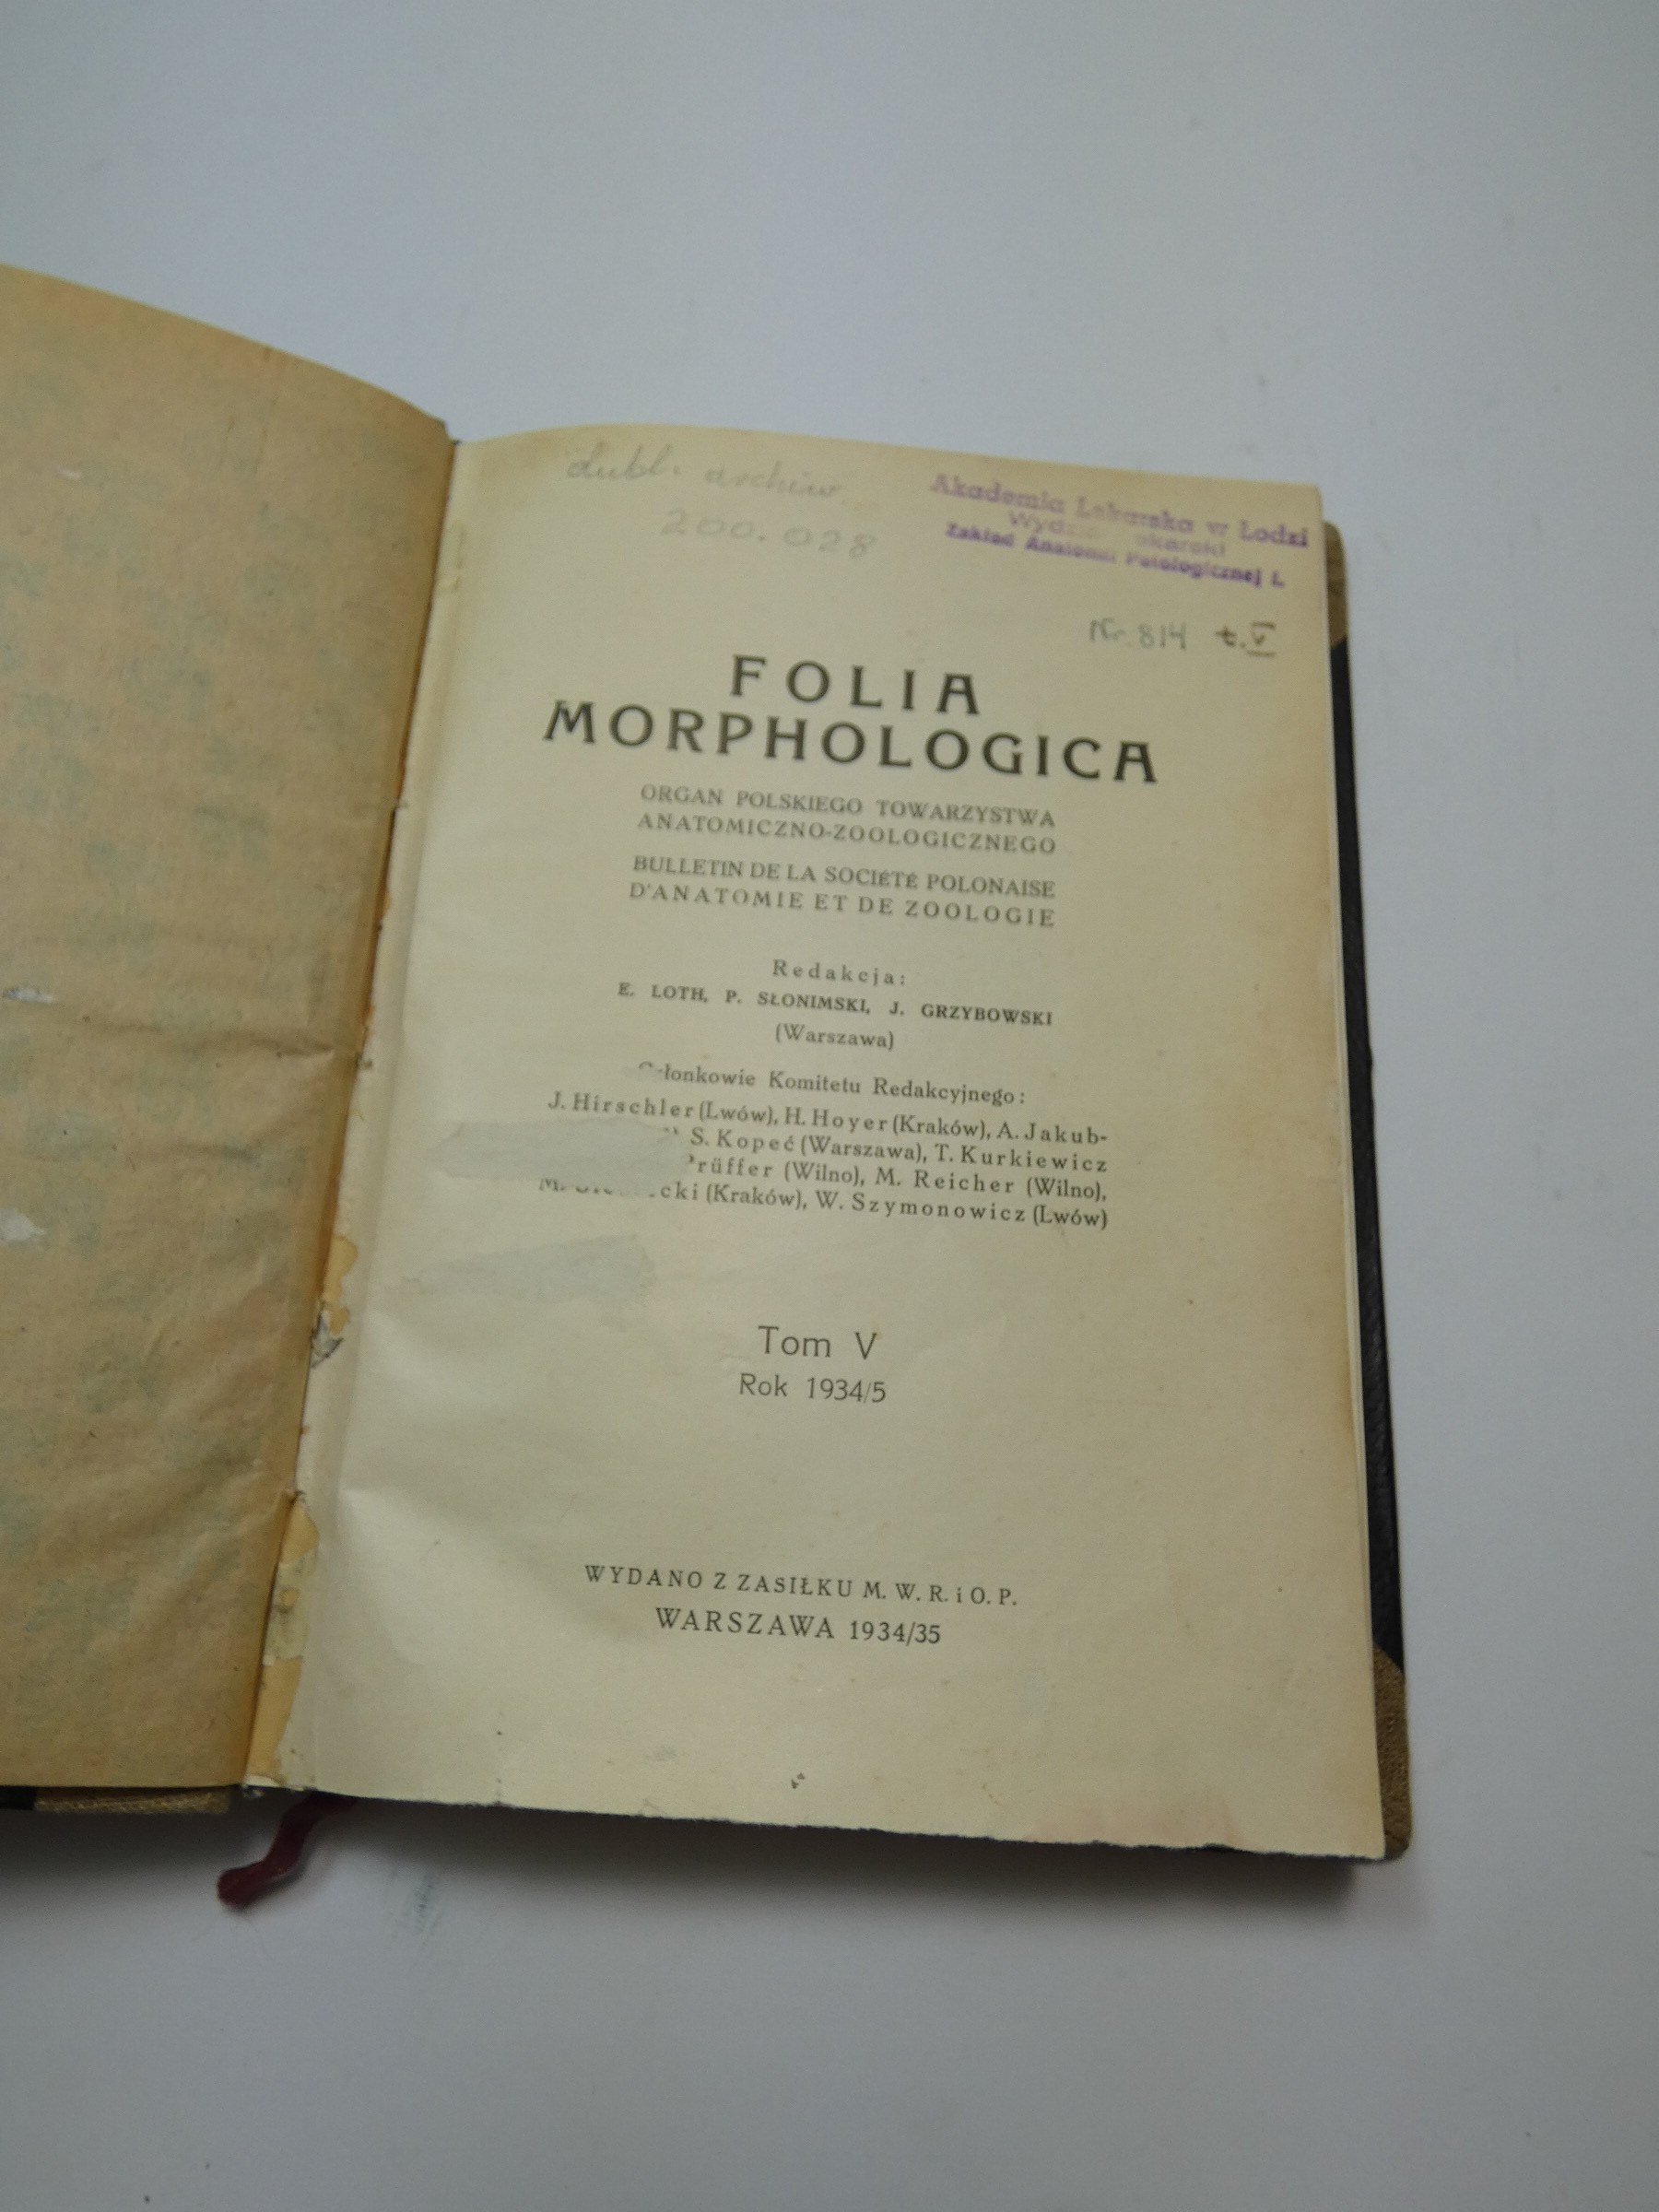 dubl. archiw
200.028
Akademia Lekarska w Łodzi
Zakład Anatomii Patologicznej I.
Nr. 814 t. V
FOLIA
MORPHOLOGICA
ORGAN POLSKIEGO TOWARZYSTWA
ANATOMICZNO-ZOOLOGICZNEGO
BULLETIN DE LA SOCIÉTÉ POLONAISE
D'ANATOMIE ET DE ZOOLOGIE
Redakcja:
E. LOTH, P. SŁONIMSKI, J. GRZYBOWSKI
(Warszawa)
Członkowie Komitetu Redakcyjnego:
J. Hirschler (Lwów), H. Hoyer (Kraków), A. Jakub-
S. Kopeć (Warszawa), T. Kurkiewicz
(Wilno), M. Reicher (Wilno),
(Kraków), W. Szymonowicz (Lwów)
Tom V
Rok 1934/5
WYDANO Z ZASIŁKU M. W. R. i O. P.
WARSZAWA 1934/35